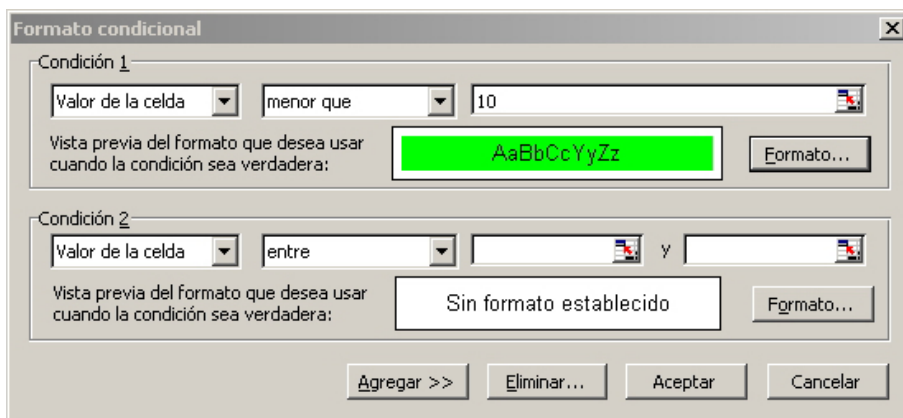 Formato condicional
Condición 1
Valor de la celda menor que 10
Vista previa del formato que desea usar
cuando la condición sea verdadera:
AaBbCcYyZz
Formato...
Condición 2
Valor de la celda entre y
Vista previa del formato que desea usar
cuando la condición sea verdadera:
Sin formato establecido
Formato...
Agregar >> Eliminar... Aceptar Cancelar